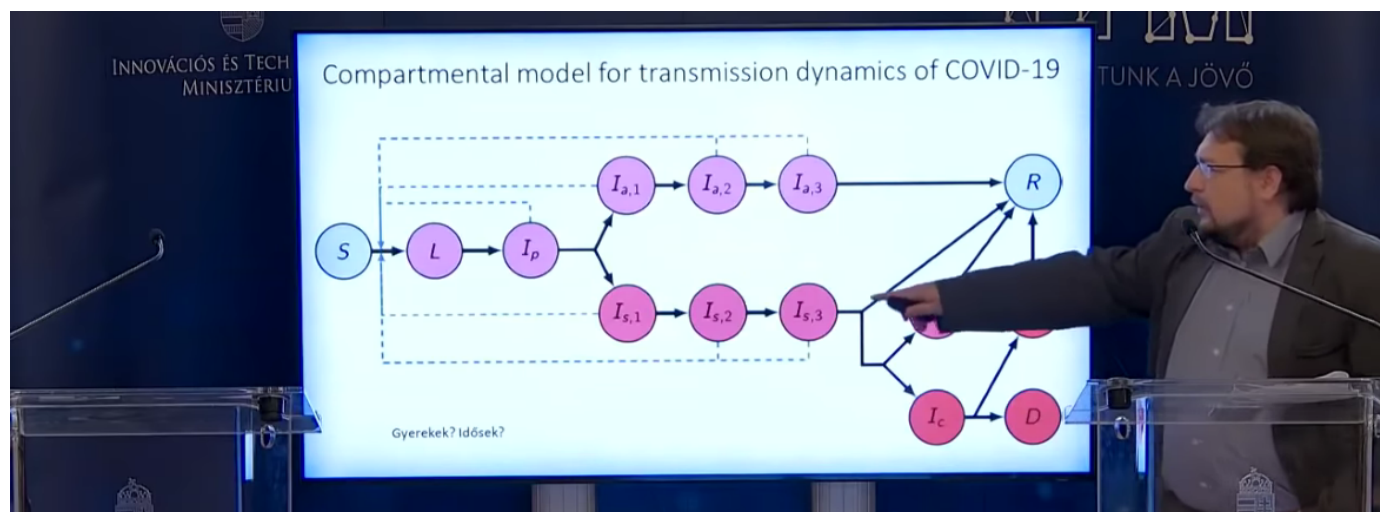 INNOVÁCIÓS ÉS TECH
MINISZTÉRIU
TUNK A JÖVŐ
Compartmental model for transmission dynamics of COVID-19
I_{a,1} I_{a,2} I_{a,3} R
S L I_p
I_{s,1} I_{s,2} I_{s,3}
I_c D
Gyerekek? Idősek?